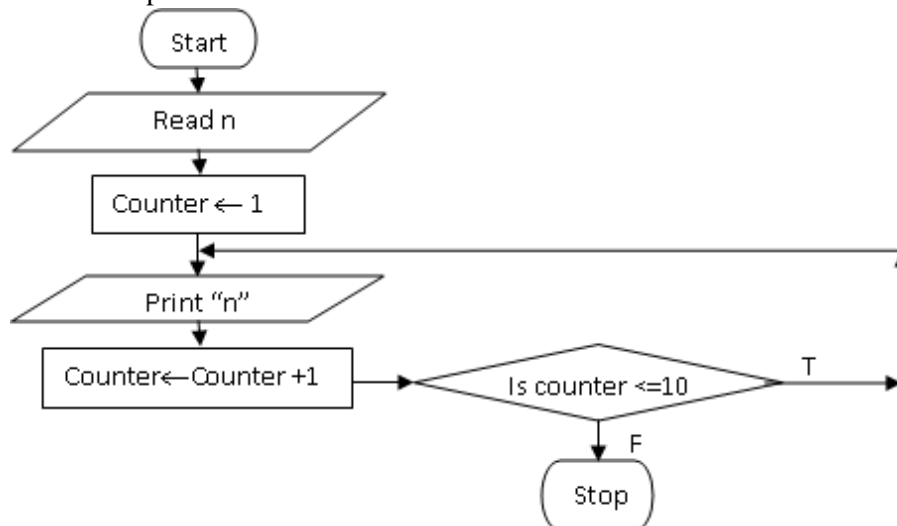 Start
Read n
Counter ← 1
Print “n”
Counter←Counter +1
Is counter <=10
T
F
Stop